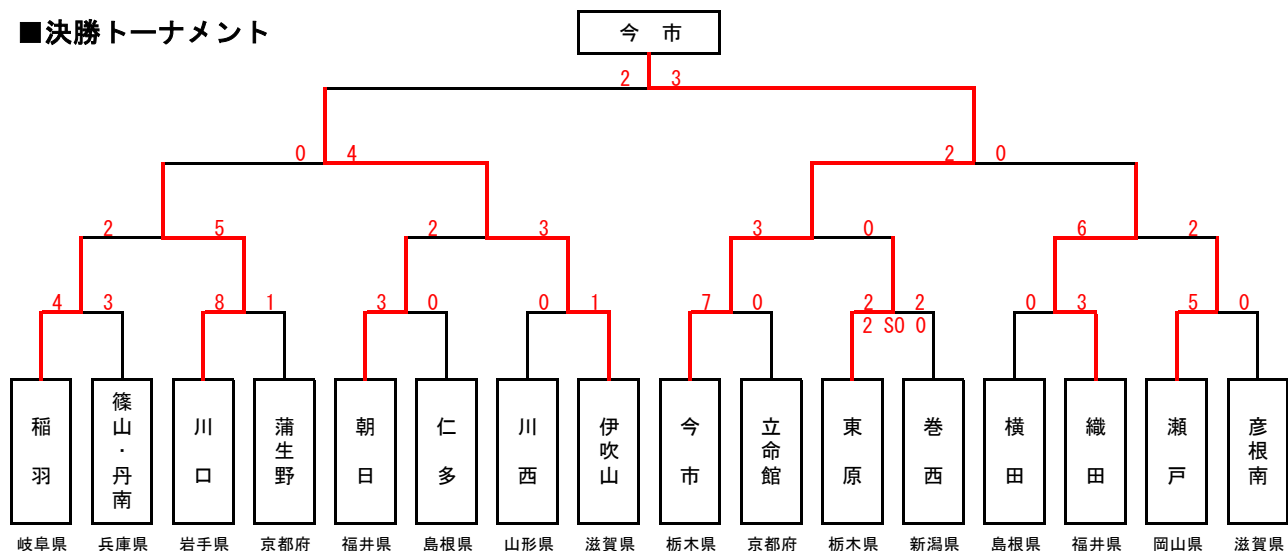 ■決勝トーナメント
今市
2 3
0 4 2 0
2 5 2 3 3 0 6 2
4 3 8 1 3 0 0 1 7 0 2 2 0 3 5 0
2 SO 0
稲羽 篠山・丹南 川口 蒲生野 朝日 仁多 川西 伊吹山 今市 立命館 東原 巻西 横田 織田 瀬戸 彦根南
岐阜県 兵庫県 岩手県 京都府 福井県 島根県 山形県 滋賀県 栃木県 京都府 栃木県 新潟県 島根県 福井県 岡山県 滋賀県